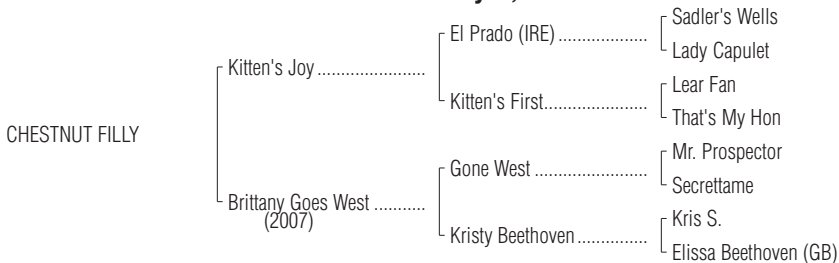 Sadler's Wells
El Prado (IRE) ....................
Lady Capulet
Kitten's Joy ........................
Lear Fan
Kitten's First.......................
That's My Hon
CHESTNUT FILLY
Mr. Prospector
Gone West .........................
Secrettame
Brittany Goes West ...........
(2007)
Kris S.
Kristy Beethoven................
Elissa Beethoven (GB)